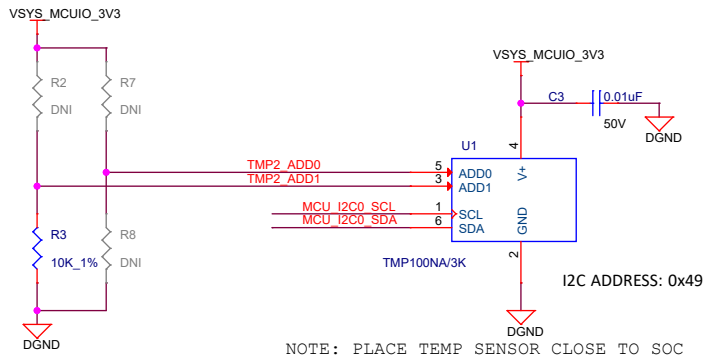 VSYS_MCUIO_3V3
R2
DNI
R7
DNI
VSYS_MCUIO_3V3
C3
0.01uF
50V
DGND
U1
4
TMP2_ADD0
TMP2_ADD1
5
3
ADD0
ADD1
V+
MCU_I2C0_SCL
MCU_I2C0_SDA
1
6
SCL
SDA
GND
R3
10K_1%
R8
DNI
2
TMP100NA/3K
I2C ADDRESS: 0x49
DGND
DGND
NOTE: PLACE TEMP SENSOR CLOSE TO SOC